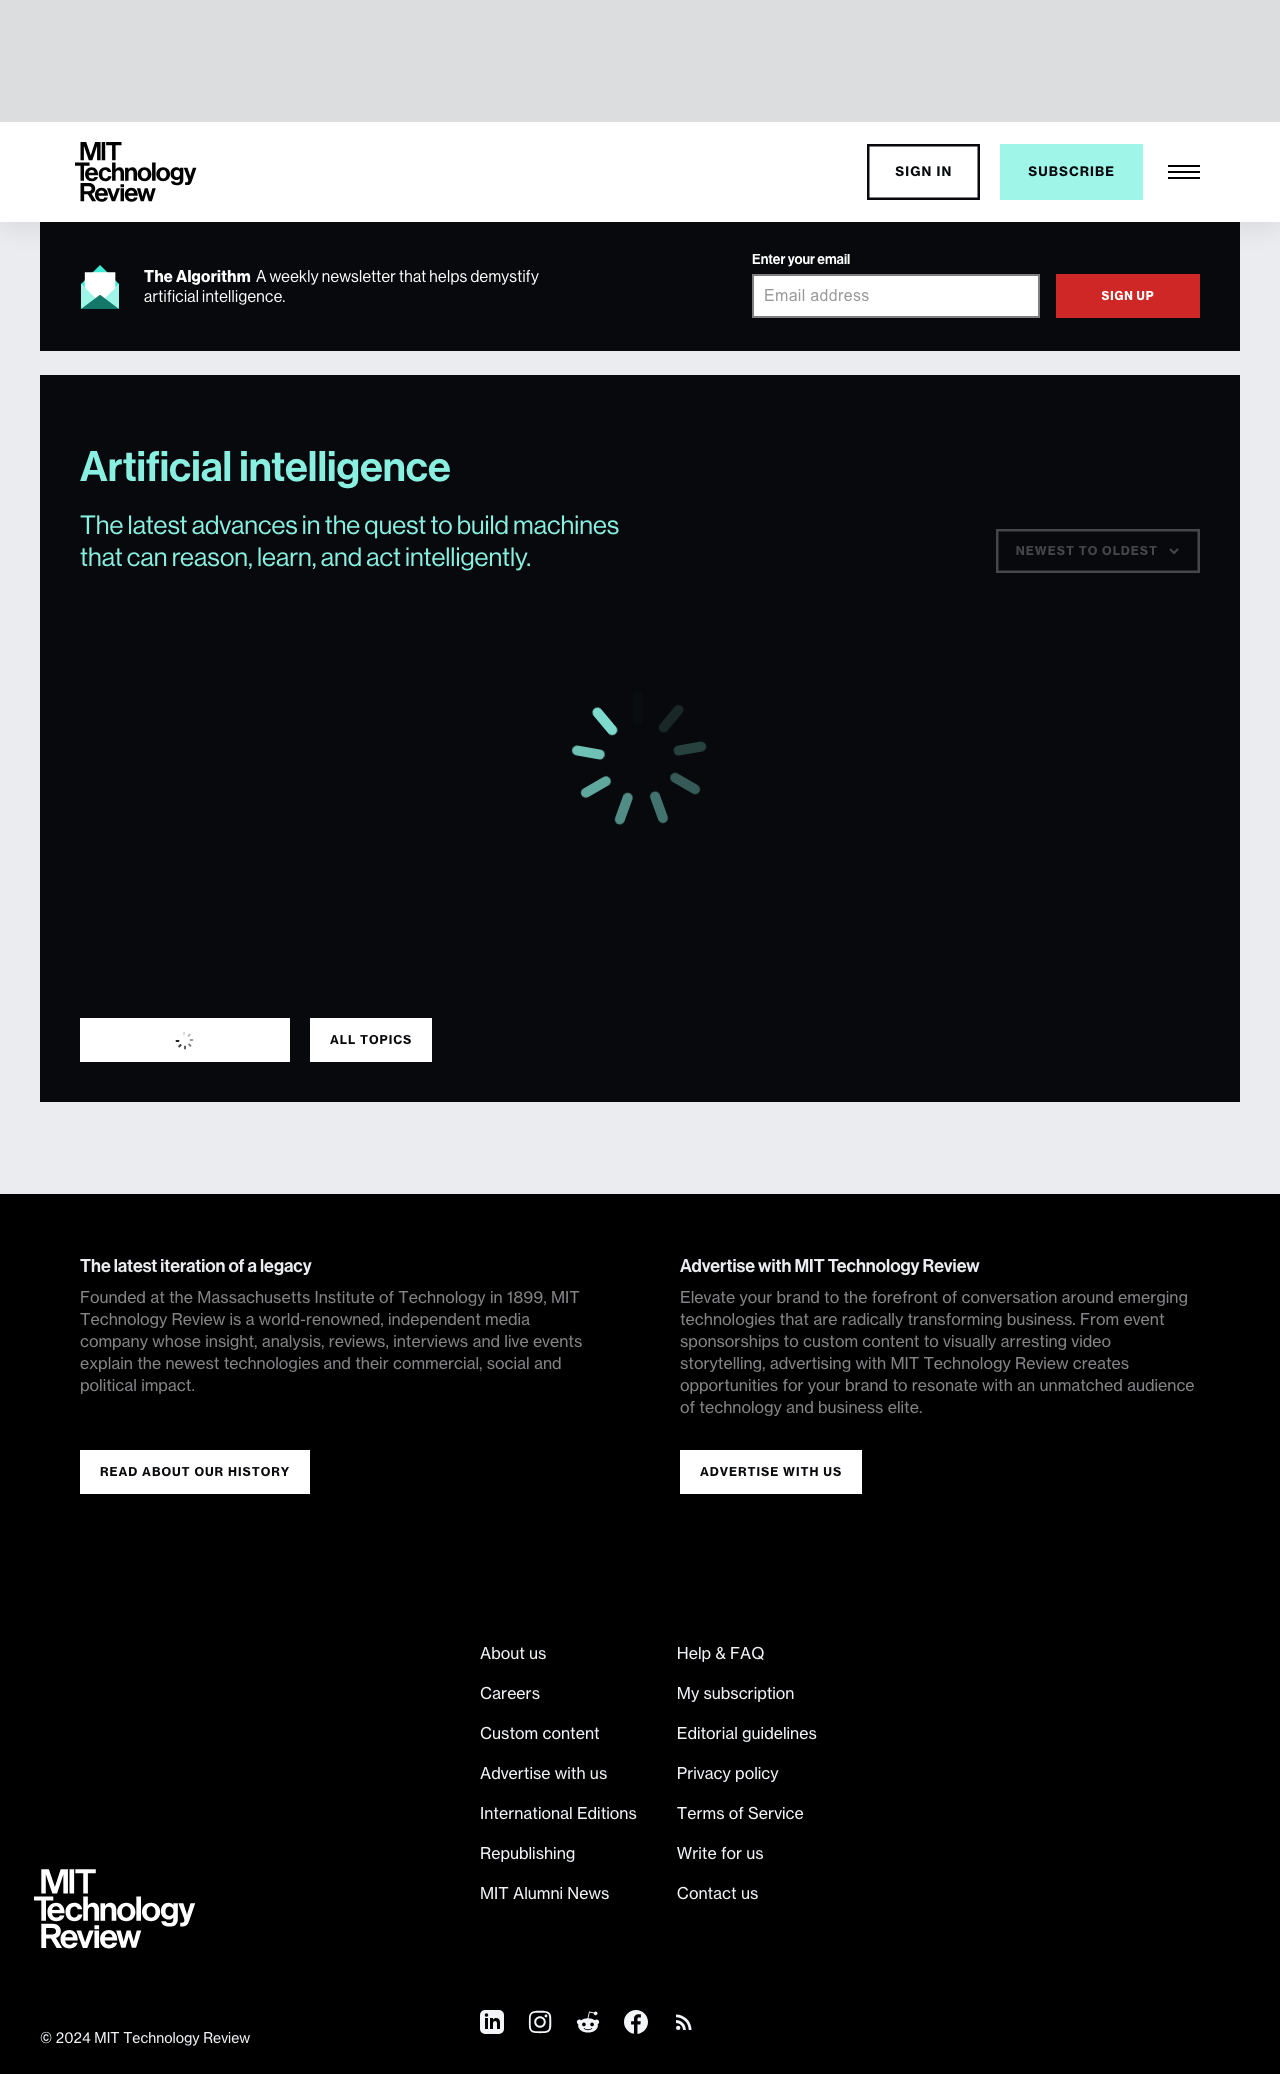 MIT
Technology
Review
SIGN IN
SUBSCRIBE
The Algorithm A weekly newsletter that helps demystify
artificial intelligence.
Enter your email
Email address
SIGN UP
Artificial intelligence
The latest advances in the quest to build machines
that can reason, learn, and act intelligently.
NEWEST TO OLDEST
ALL TOPICS
The latest iteration of a legacy
Founded at the Massachusetts Institute of Technology in 1899, MIT
Technology Review is a world-renowned, independent media
company whose insight, analysis, reviews, interviews and live events
explain the newest technologies and their commercial, social and
political impact.
READ ABOUT OUR HISTORY
Advertise with MIT Technology Review
Elevate your brand to the forefront of conversation around emerging
technologies that are radically transforming business. From event
sponsorships to custom content to visually arresting video
storytelling, advertising with MIT Technology Review creates
opportunities for your brand to resonate with an unmatched audience
of technology and business elite.
ADVERTISE WITH US
About us
Careers
Custom content
Advertise with us
International Editions
Republishing
MIT Alumni News
Help & FAQ
My subscription
Editorial guidelines
Privacy policy
Terms of Service
Write for us
Contact us
MIT
Technology
Review
© 2024 MIT Technology Review